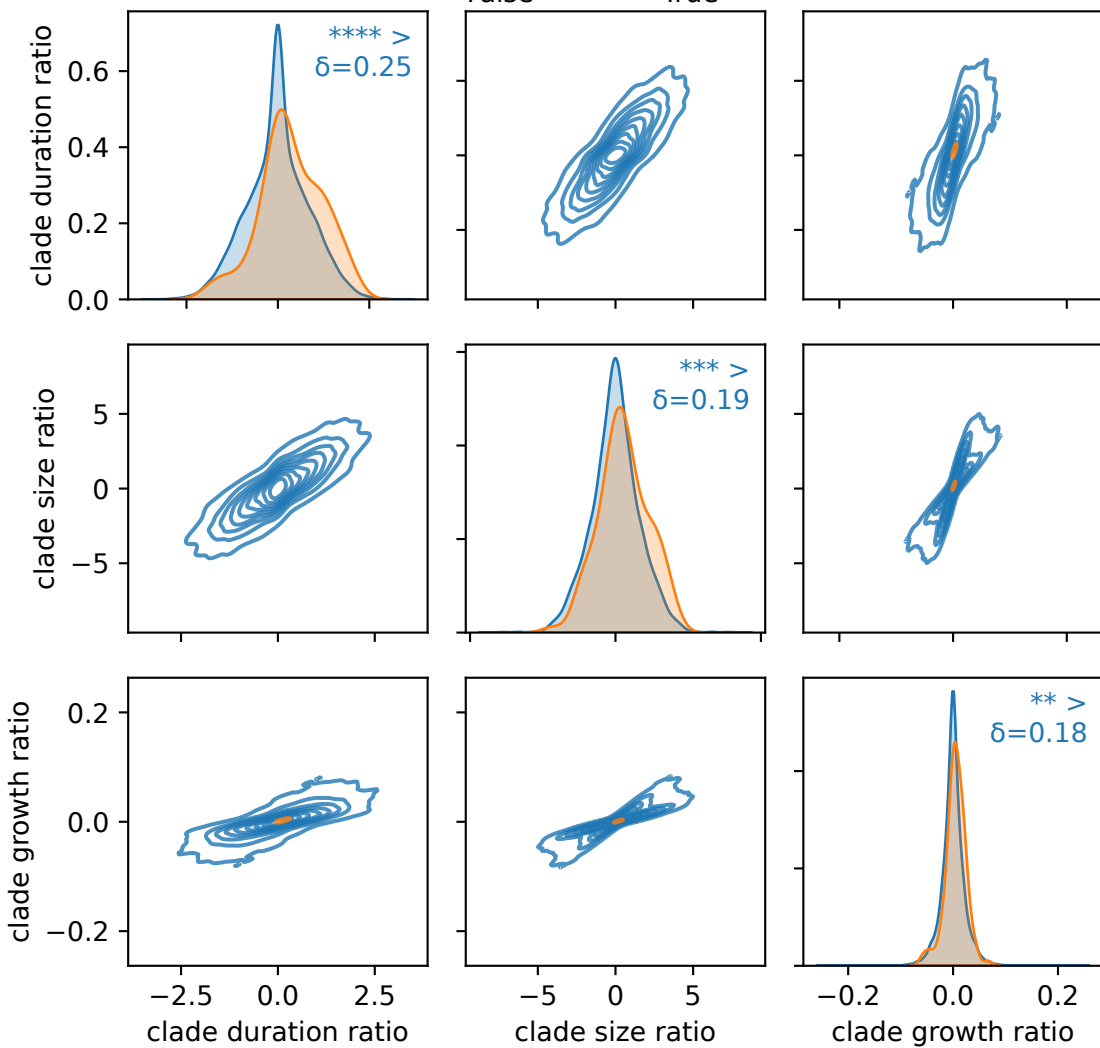 clade duration ratio
0.6
0.4
0.2
0.0
**** >
δ=0.25
clade size ratio
5
0
−5
*** >
δ=0.19
clade growth ratio
0.2
0.0
−0.2
** >
δ=0.18
−2.5 0.0 2.5
−5 0 5
−0.2 0.0 0.2
clade duration ratio
clade size ratio
clade growth ratio